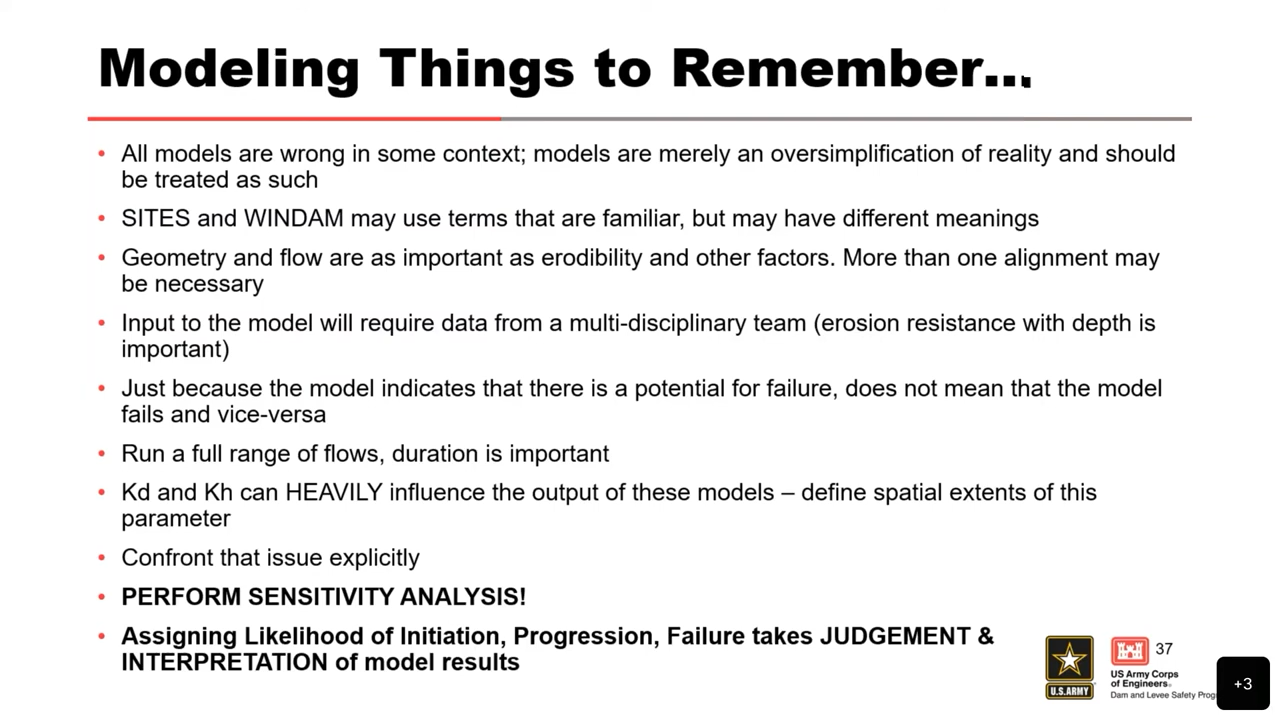 Modeling Things to Remember...
• All models are wrong in some context; models are merely an oversimplification of reality and should
be treated as such
• SITES and WINDAM may use terms that are familiar, but may have different meanings
• Geometry and flow are as important as erodibility and other factors. More than one alignment may
be necessary
• Input to the model will require data from a multi-disciplinary team (erosion resistance with depth is
important)
• Just because the model indicates that there is a potential for failure, does not mean that the model
fails and vice-versa
• Run a full range of flows, duration is important
• Kd and Kh can HEAVILY influence the output of these models – define spatial extents of this
parameter
• Confront that issue explicitly
• PERFORM SENSITIVITY ANALYSIS!
• Assigning Likelihood of Initiation, Progression, Failure takes JUDGEMENT &
INTERPRETATION of model results
37
U.S.ARMY
US Army Corps
of Engineers®
Dam and Levee Safety Prog
+3